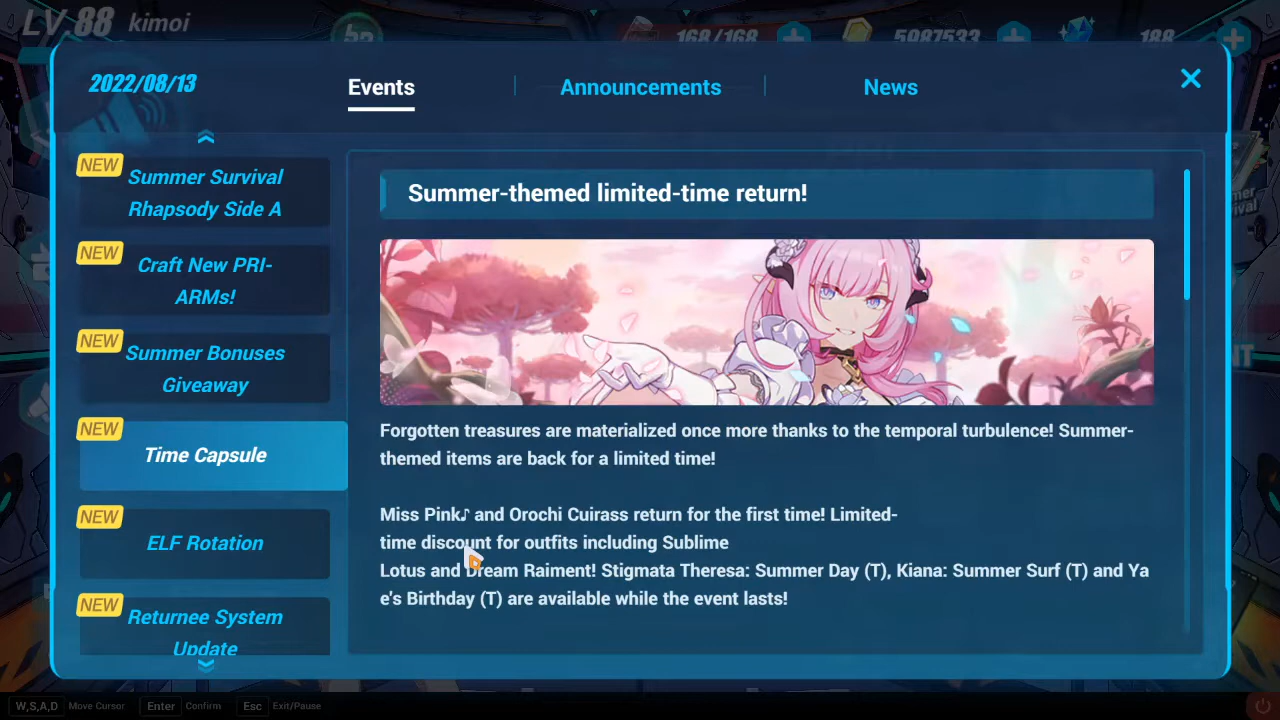 LV.88 kimoi
168/168
5987533
188
2022/08/13
Events
Announcements
News
NEW
Summer Survival
Rhapsody Side A
NEW
Craft New PRI-
ARMs!
NEW
Summer Bonuses
Giveaway
NEW
Time Capsule
NEW
ELF Rotation
NEW
Returnee System
Update
Summer-themed limited-time return!
Forgotten treasures are materialized once more thanks to the temporal turbulence! Summer-
themed items are back for a limited time!
Miss Pink♪ and Orochi Cuirass return for the first time! Limited-
time discount for outfits including Sublime
Lotus and Dream Raiment! Stigmata Theresa: Summer Day (T), Kiana: Summer Surf (T) and Ya
e's Birthday (T) are available while the event lasts!
W,S,A,D Move Cursor Enter Confirm Esc Exit/Pause